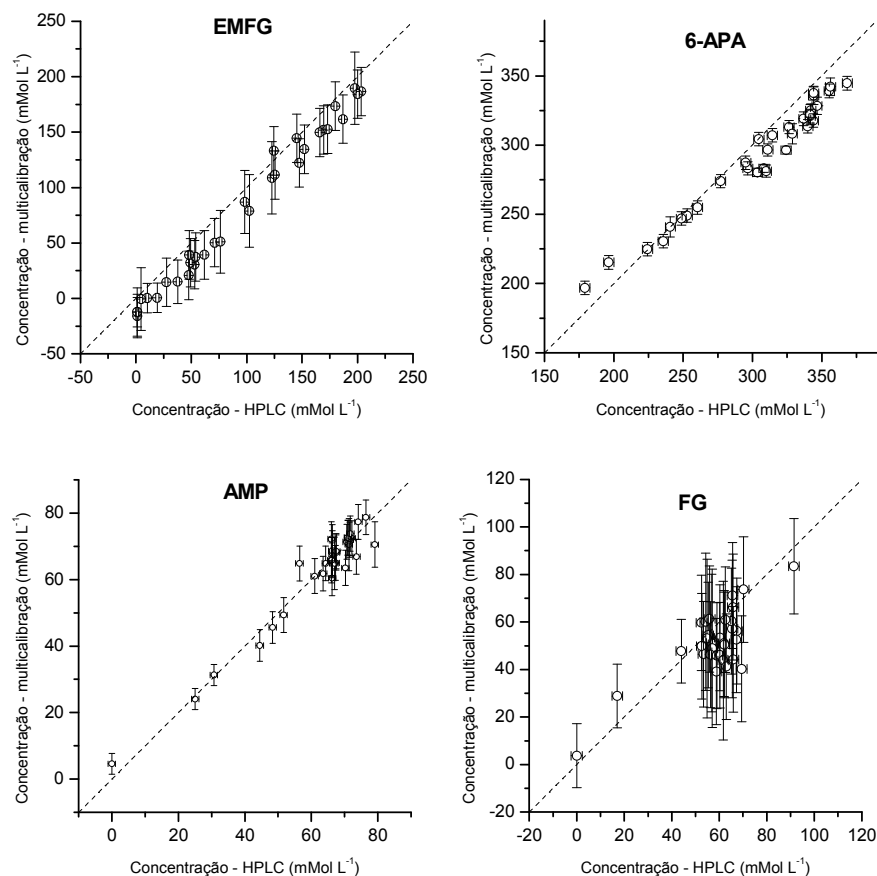 EMFG
250
200
150
100
50
0
-50
-50 0 50 100 150 200 250
Concentração - multicalibração (mMol L⁻¹)
Concentração - HPLC (mMol L⁻¹)
6-APA
350
300
250
200
150
150 200 250 300 350
Concentração - multicalibração (mMol L⁻¹)
Concentração - HPLC (mMol L⁻¹)
AMP
80
60
40
20
0
0 20 40 60 80
Concentração - multicalibração (mMol L⁻¹)
Concentração - HPLC (mMol L⁻¹)
FG
120
100
80
60
40
20
0
-20
-20 0 20 40 60 80 100 120
Concentração - multicalibração (mMol L⁻¹)
Concentração - HPLC (mMol L⁻¹)